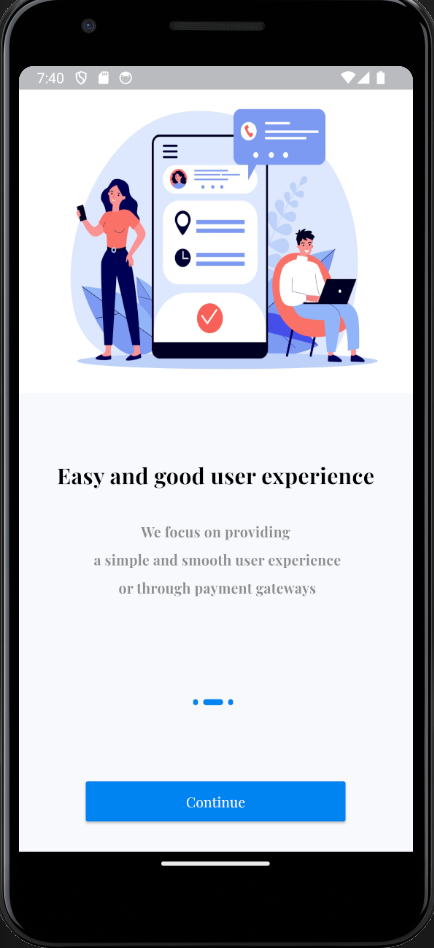 7:40
Easy and good user experience
We focus on providing
a simple and smooth user experience
or through payment gateways
Continue